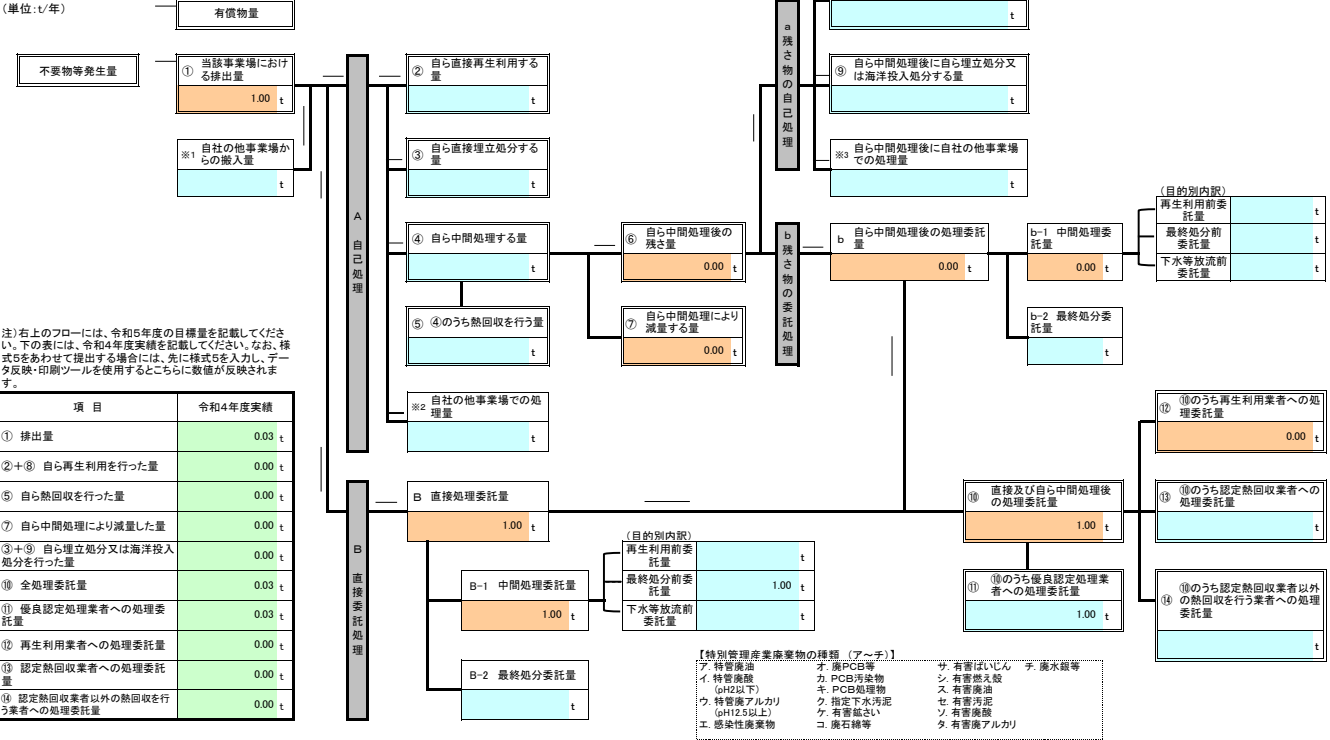 (単位:t/年)
有償物量
不要物等発生量
① 当該事業場におけ
る排出量
1.00 t
※1 自社の他事業場か
らの搬入量
t
A 自己処理
② 自ら直接再生利用する
量
t
③ 自ら直接埋立処分する
量
t
④ 自ら中間処理する量
t
⑤ ④のうち熱回収を行う量
t
※2 自社の他事業場での処
理量
t
⑥ 自ら中間処理後の
残さ量
0.00 t
⑦ 自ら中間処理により
減量する量
0.00 t
a 残さ物の自己処理
t
⑨ 自ら中間処理後に自ら埋立処分又
は海洋投入処分する量
t
※3 自ら中間処理後に自社の他事業場
での処理量
t
b 残さ物の委託処理
b 自ら中間処理後の処理委託
量
0.00 t
b-1 中間処理委
託量
0.00 t
b-2 最終処分委
託量
t
(目的別内訳)
再生利用前委
託量
t
最終処分前
委託量
t
下水等放流前
委託量
t
注)右上のフローには、令和5年度の目標量を記載してくださ
い。下の表には、令和4年度実績を記載してください。なお、様
式5をあわせて提出する場合には、先に様式5を入力し、デー
タ反映・印刷ツールを使用するとこちらに数値が反映されま
す。
項 目 令和4年度実績
① 排出量 0.03 t
②+⑧ 自ら再生利用を行った量 0.00 t
⑤ 自ら熱回収を行った量 0.00 t
⑦ 自ら中間処理により減量した量 0.00 t
③+⑨ 自ら埋立処分又は海洋投入
処分を行った量 0.00 t
⑩ 全処理委託量 0.03 t
⑪ 優良認定処理業者への処理委
託量 0.03 t
⑫ 再生利用業者への処理委託量 0.00 t
⑬ 認定熱回収業者への処理委託
量 0.00 t
⑭ 認定熱回収業者以外の熱回収を行
う業者への処理委託量 0.00 t
B 直接委託処理
B 直接処理委託量
1.00 t
B-1 中間処理委託量
1.00 t
B-2 最終処分委託量
t
(目的別内訳)
再生利用前委
託量
t
最終処分前委
託量
1.00 t
下水等放流前
委託量
t
⑩ 直接及び自ら中間処理後
の処理委託量
1.00 t
⑪ ⑩のうち優良認定処理業
者への処理委託量
1.00 t
⑫ ⑩のうち再生利用業者への処
理委託量
0.00 t
⑬ ⑩のうち認定熱回収業者への
処理委託量
t
⑭ ⑩のうち認定熱回収業者以外
の熱回収を行う業者への処理
委託量
t
【特別管理産業廃棄物の種類 (ア~チ)】
ア. 特管廃油 オ. 廃PCB等 サ. 有害ばいじん チ. 廃水銀等
イ. 特管廃酸 カ. PCB汚染物 シ. 有害燃え殻
(pH2以下) キ. PCB処理物 ス. 有害廃油
ウ. 特管廃アルカリ ク. 指定下水汚泥 セ. 有害汚泥
(pH12.5以上) ケ. 有害鉱さい ソ. 有害廃酸
エ. 感染性廃棄物 コ. 廃石綿等 タ. 有害廃アルカリ